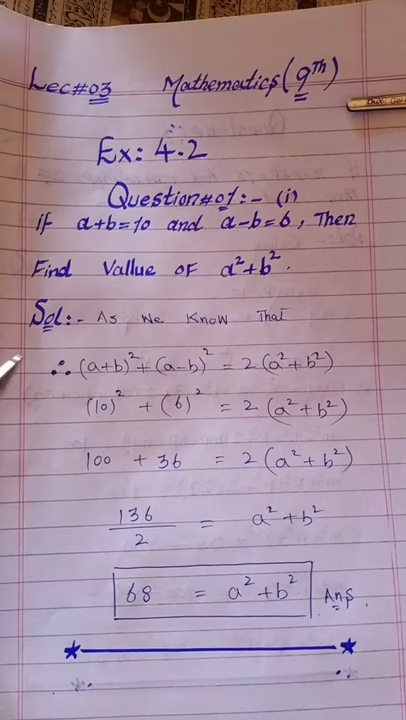 Lec#03 Mathematics (9Th)
Ex: 4.2
Question#01:- (i)
if a+b=10 and a-b=6, Then
Find Vallue OF a²+b².
Sol:- As We Know That
∴ (a+b)² + (a-b)² = 2(a²+b²)
(10)² + (6)² = 2(a²+b²)
100 + 36 = 2(a²+b²)
136/2 = a²+b²
68 = a²+b² Ans.